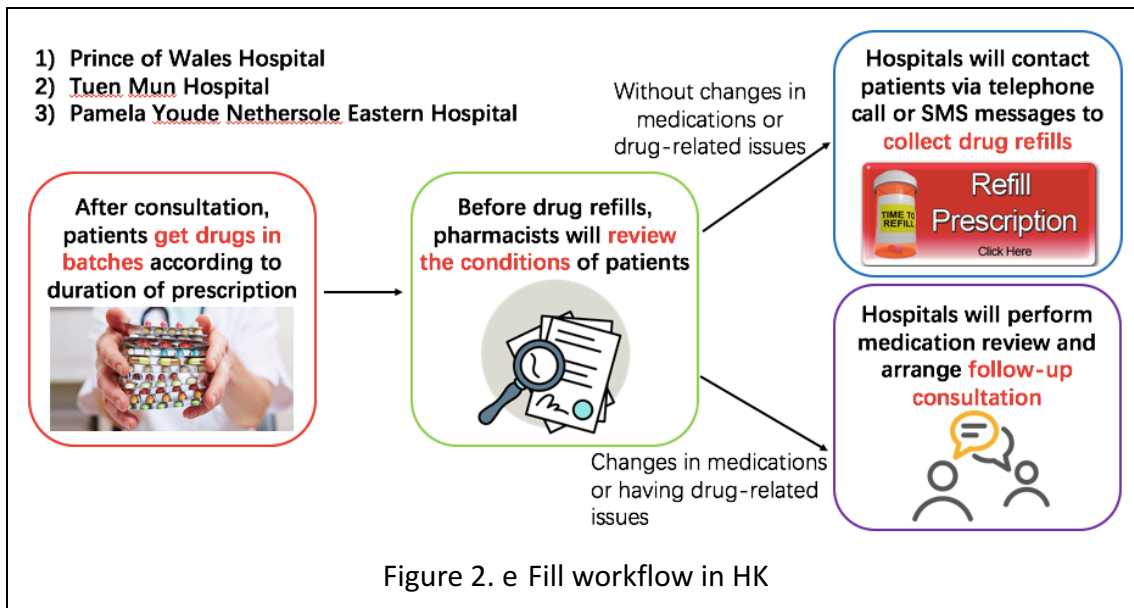 1) Prince of Wales Hospital
2) Tuen Mun Hospital
3) Pamela Youde Nethersole Eastern Hospital
After consultation,
patients get drugs in
batches according to
duration of prescription
Before drug refills,
pharmacists will review
the conditions of patients
Without changes in
medications or
drug-related issues
Hospitals will contact
patients via telephone
call or SMS messages to
collect drug refills
TIME TO
REFILL
Refill
Prescription
Click Here
Changes in medications
or having drug-related
issues
Hospitals will perform
medication review and
arrange follow-up
consultation
Figure 2. e Fill workflow in HK